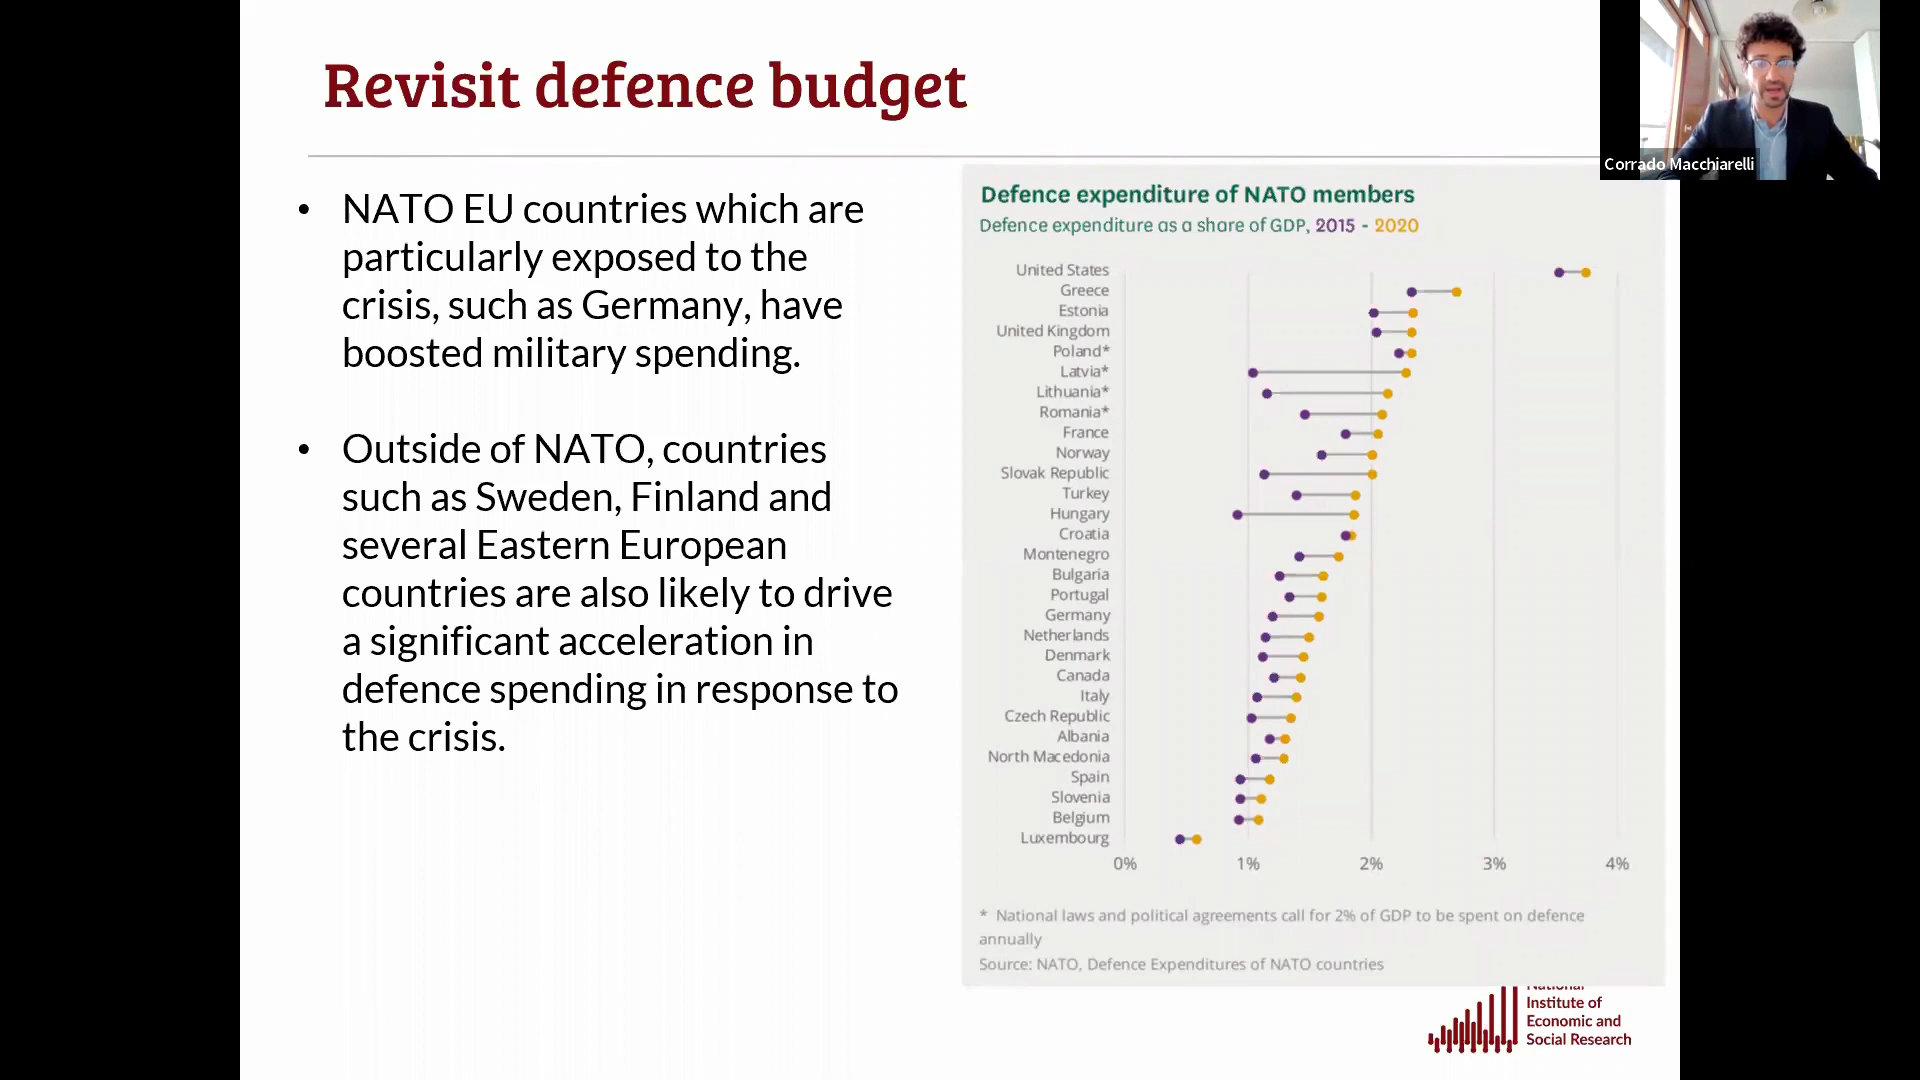 Revisit defence budget
Corrado Macchiarelli
• NATO EU countries which are
particularly exposed to the
crisis, such as Germany, have
boosted military spending.
• Outside of NATO, countries
such as Sweden, Finland and
several Eastern European
countries are also likely to drive
a significant acceleration in
defence spending in response to
the crisis.
Defence expenditure of NATO members
Defence expenditure as a share of GDP, 2015 - 2020
United States
Greece
Estonia
United Kingdom
Poland*
Latvia*
Lithuania*
Romania*
France
Norway
Slovak Republic
Turkey
Hungary
Croatia
Montenegro
Bulgaria
Portugal
Germany
Netherlands
Denmark
Canada
Italy
Czech Republic
Albania
North Macedonia
Spain
Slovenia
Belgium
Luxembourg
0% 1% 2% 3% 4%
* National laws and political agreements call for 2% of GDP to be spent on defence
annually
Source: NATO, Defence Expenditures of NATO countries
National
Institute of
Economic and
Social Research